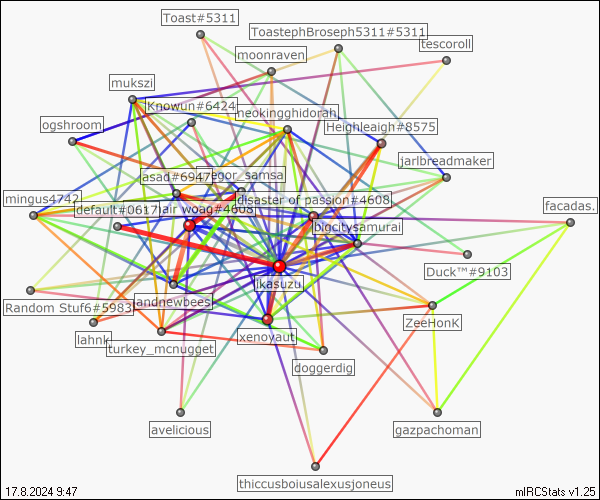 Toast#5311
ToastephBroseph5311#5311
tescoroll
moonraven
mukszi
Knowun#6424
neokingghidorah
ogshroom
Heighleaigh#8575
jarlbreadmaker
asad#6947
gregor_samsa
mingus4742
default#0617
hair woag#4608
disaster of passion#4608
facadas.
bigcitysamurai
Duck™#9103
jkasuzu
Random Stuf6#5983
andnewbees
ZeeHonK
lahnk
turkey_mcnugget
xenoyaut
doggerdig
avelicious
gazpachoman
thiccusboiusalexusjoneus
17.8.2024 9:47
mIRCStats v1.25